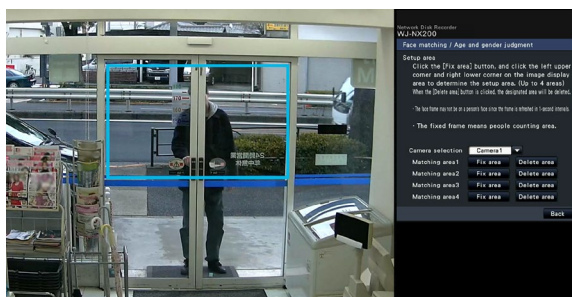 Network Disk Recorder
WJ-NX200
Face matching / Age and gender judgment
Setup area
Click the [Fix area] button, and click the left upper
corner and right lower corner on the image display
area to determine the setup area. (Up to 4 areas)
When the [Delete area] button is clicked, the designated area will be deleted.
・The face frame may not be on a person's face since the frame is refreshed in 1-second intervals.
・The fixed frame means people counting area.
Camera selection Camera1
Matching area1 Fix area Delete area
Matching area2 Fix area Delete area
Matching area3 Fix area Delete area
Matching area4 Fix area Delete area
Back